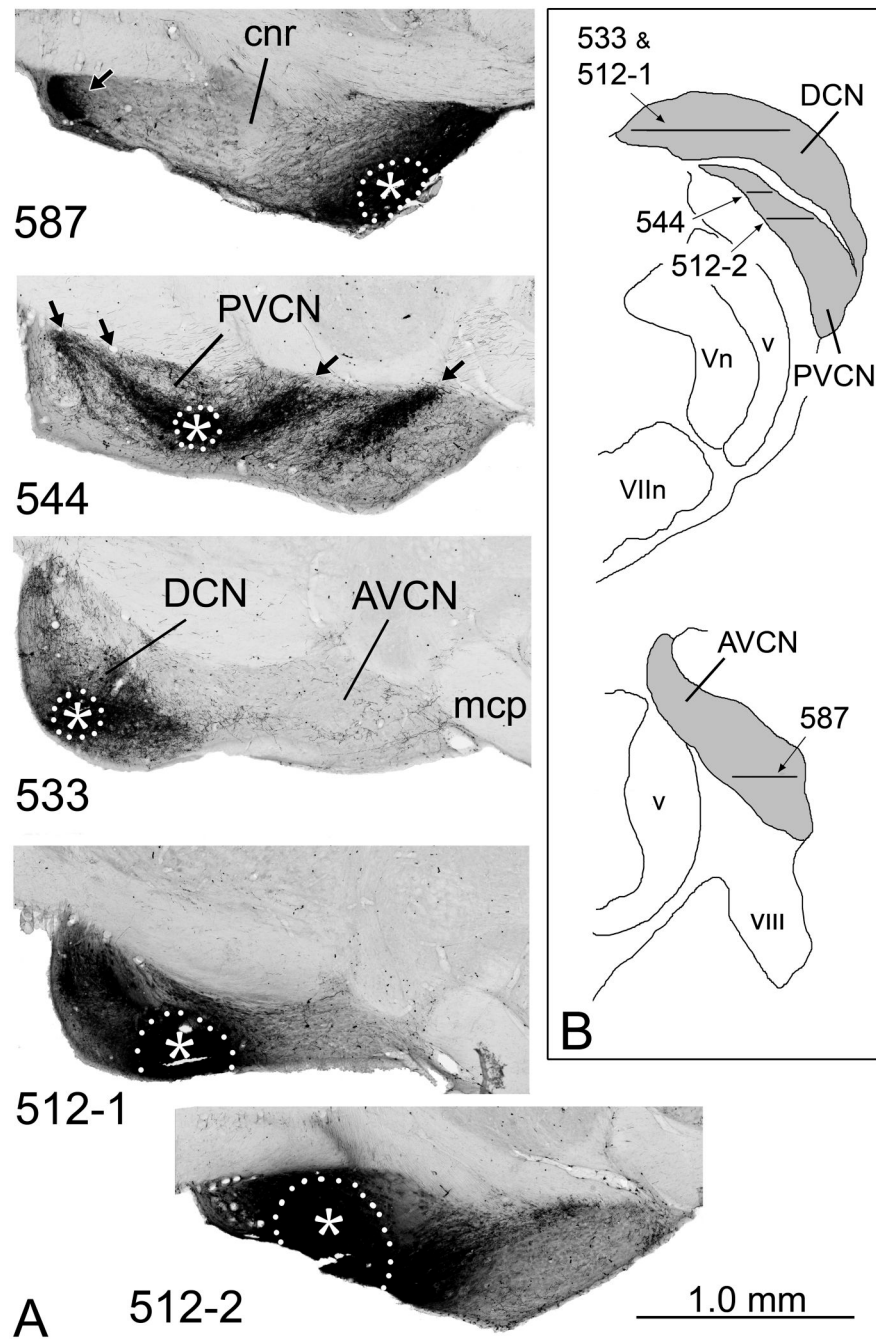 cnr
*
587
PVCN
*
544
DCN
AVCN
*
mcp
533
*
512-1
*
512-2
1.0 mm
A
533 &
512-1
DCN
544
512-2
Vn
v
PVCN
VIIn
AVCN
587
v
VIII
B